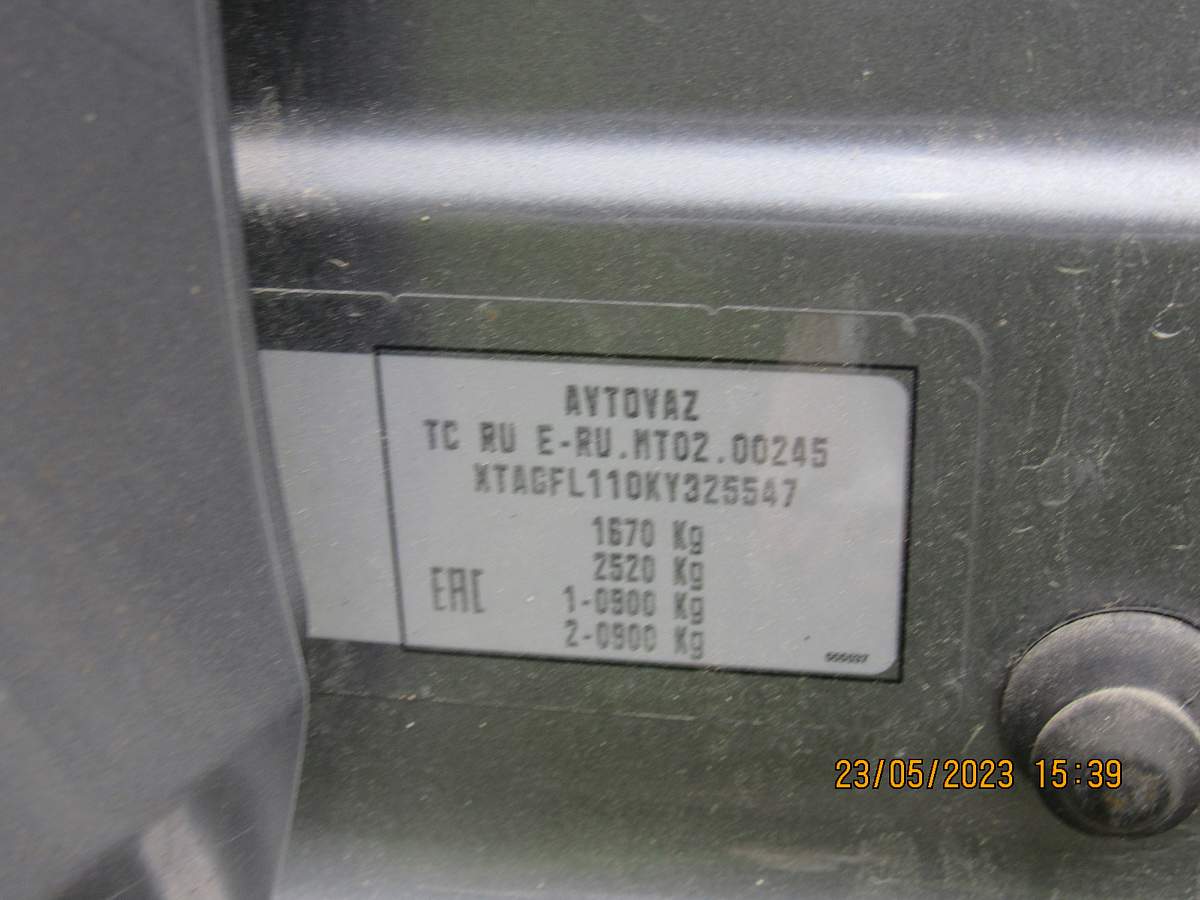 AVTOVAZ
TC RU E-RU.MT02.00245
XTAGFL110KY325547
1670 Kg
2520 Kg
EAC
1-0900 Kg
2-0900 Kg
23/05/2023 15:39